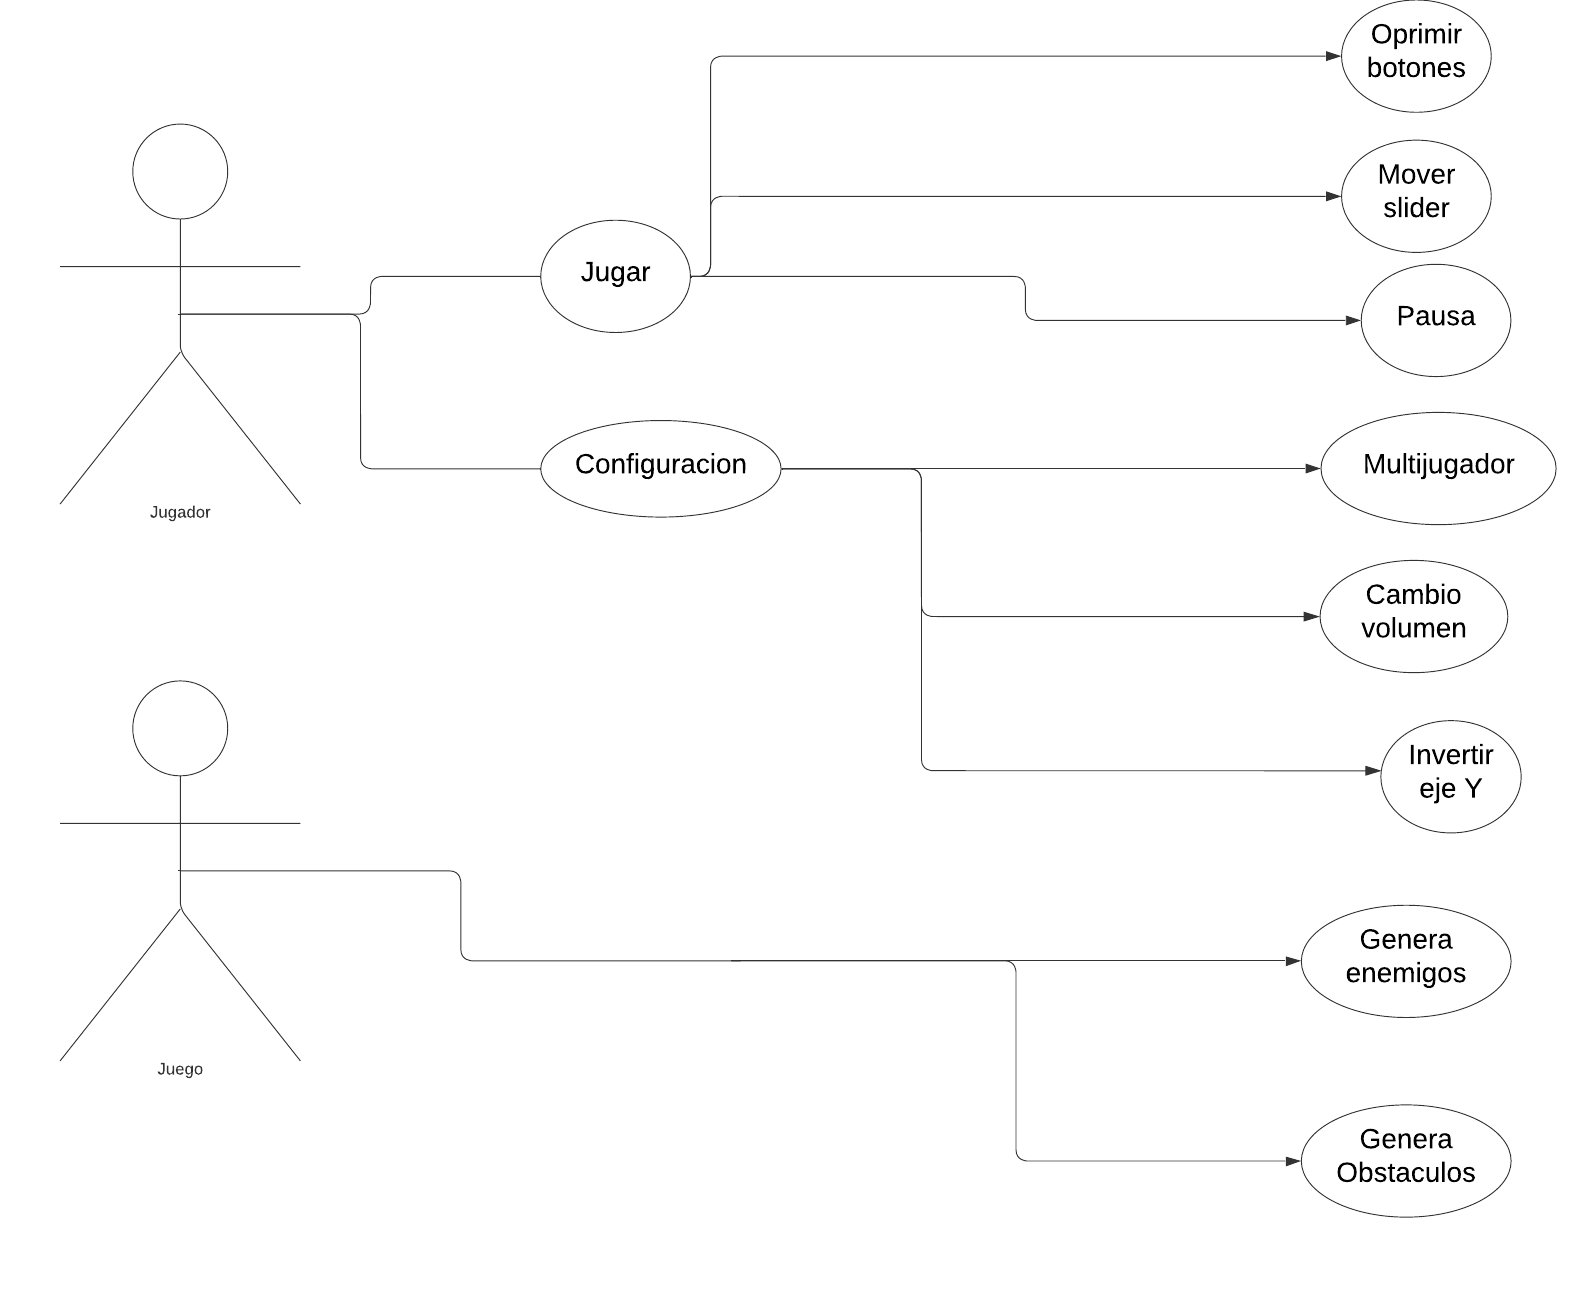 Oprimir
botones
Mover
slider
Jugar
Pausa
Configuracion
Multijugador
Jugador
Cambio
volumen
Invertir
eje Y
Genera
enemigos
Juego
Genera
Obstaculos